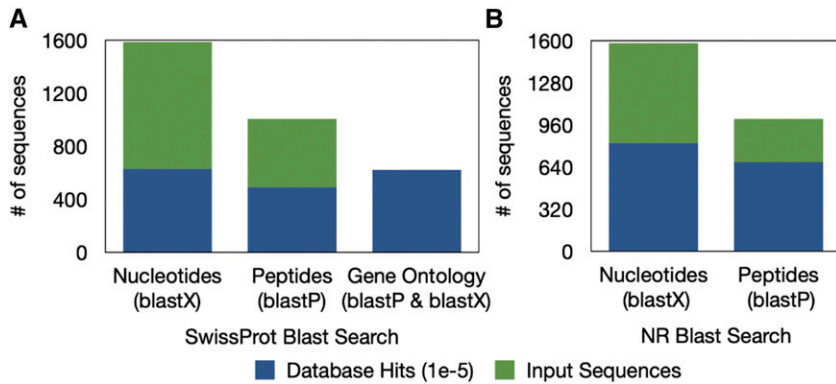 A
B
# of sequences
1600
1200
800
400
0
Nucleotides
(blastX)
Peptides
(blastP)
Gene Ontology
(blastP & blastX)
SwissProt Blast Search
# of sequences
1600
1280
960
640
320
0
Nucleotides
(blastX)
Peptides
(blastP)
NR Blast Search
Database Hits (1e-5)
Input Sequences